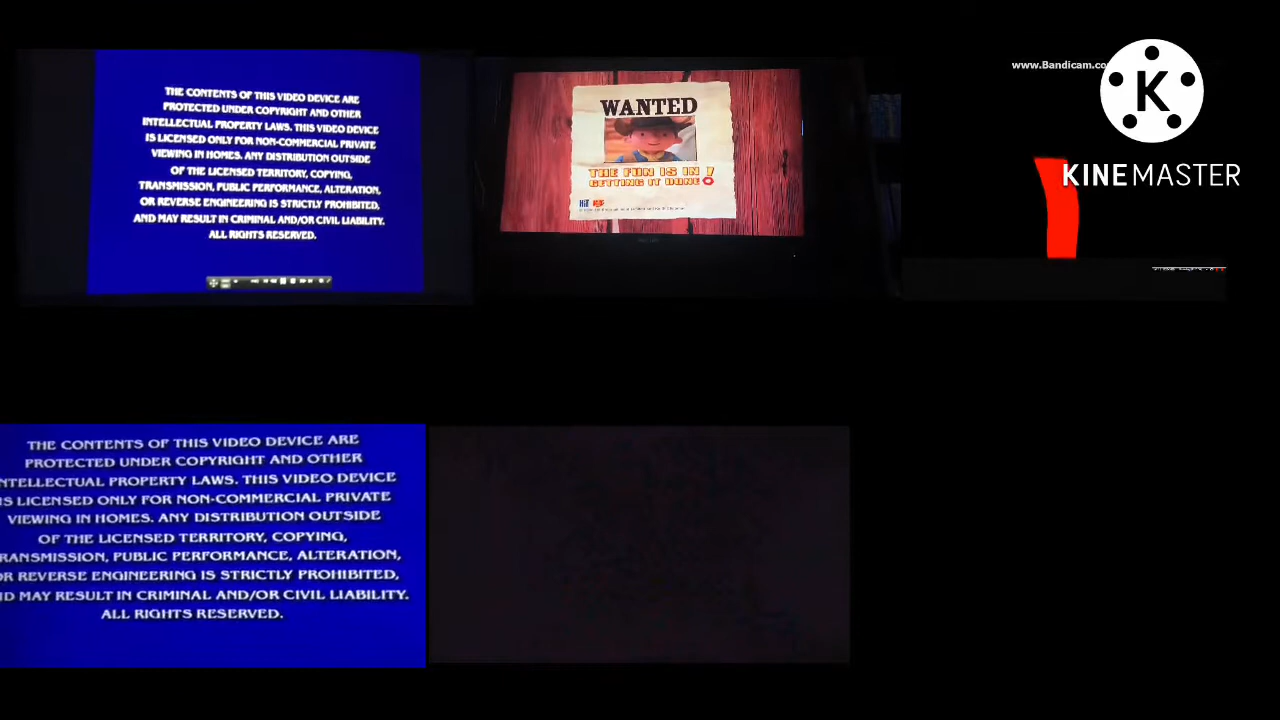 THE CONTENTS OF THIS VIDEO DEVICE ARE
PROTECTED UNDER COPYRIGHT AND OTHER
INTELLECTUAL PROPERTY LAWS. THIS VIDEO DEVICE
IS LICENSED ONLY FOR NON-COMMERCIAL PRIVATE
VIEWING IN HOMES. ANY DISTRIBUTION OUTSIDE
OF THE LICENSED TERRITORY, COPYING,
TRANSMISSION, PUBLIC PERFORMANCE, ALTERATION,
OR REVERSE ENGINEERING IS STRICTLY PROHIBITED,
AND MAY RESULT IN CRIMINAL AND/OR CIVIL LIABILITY.
ALL RIGHTS RESERVED.
WANTED
THE FUN IS IN
GETTING IT DONE
HiT
www.Bandicam.co
K
KINEMASTER
THE CONTENTS OF THIS VIDEO DEVICE ARE
PROTECTED UNDER COPYRIGHT AND OTHER
NTELLECTUAL PROPERTY LAWS. THIS VIDEO DEVICE
IS LICENSED ONLY FOR NON-COMMERCIAL PRIVATE
VIEWING IN HOMES. ANY DISTRIBUTION OUTSIDE
OF THE LICENSED TERRITORY, COPYING,
RANSMISSION, PUBLIC PERFORMANCE, ALTERATION,
OR REVERSE ENGINEERING IS STRICTLY PROHIBITED,
ND MAY RESULT IN CRIMINAL AND/OR CIVIL LIABILITY.
ALL RIGHTS RESERVED.